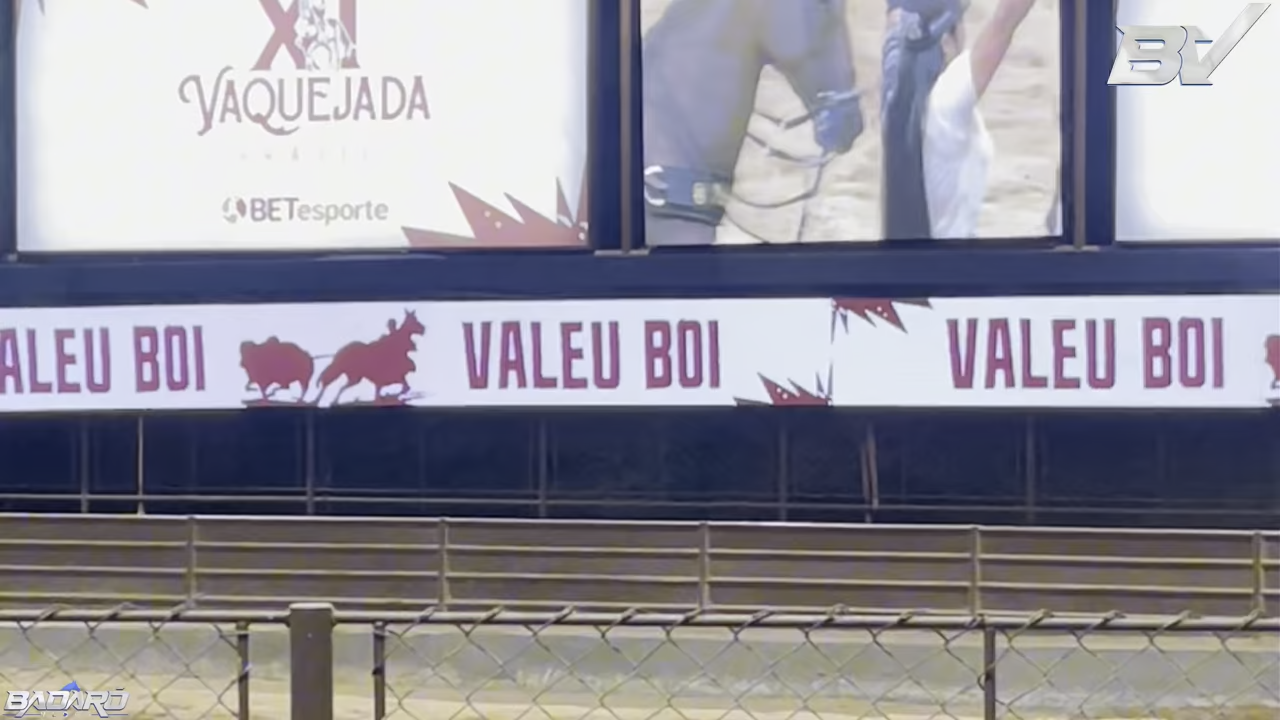 XI
VAQUEJADA
BETesporte
BV
ALEU BOI VALEU BOI VALEU BOI
BADARÓ